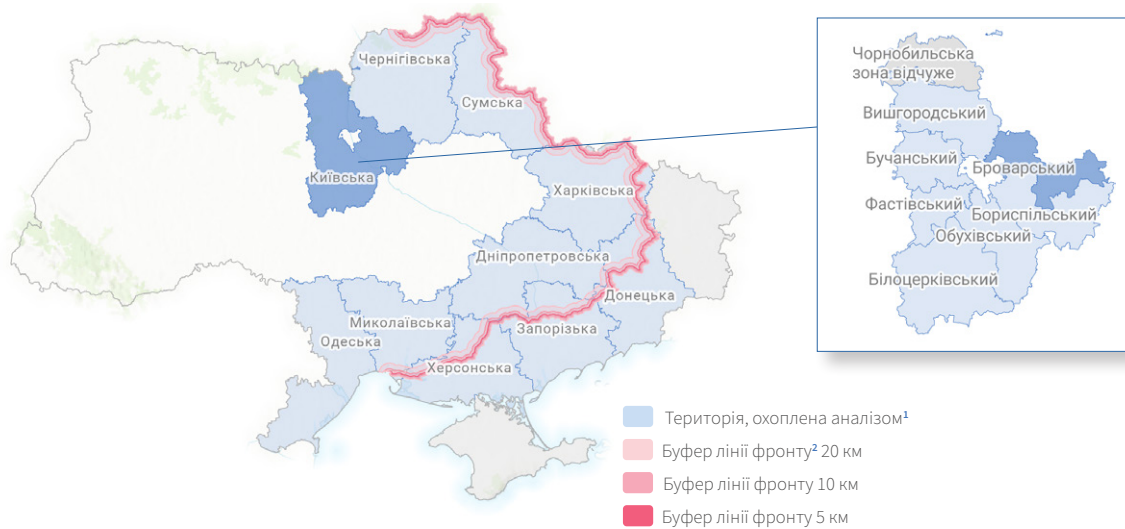 Чернігівська
Сумська
Київська
Харківська
Дніпропетровська
Донецька
Миколаївська
Запорізька
Одеська
Херсонська
Чорнобильська
зона відчуже
Вишгородський
Бучанський
Броварський
Фастівський
Бориспільський
Обухівський
Білоцерківський
Територія, охоплена аналізом¹
Буфер лінії фронту² 20 км
Буфер лінії фронту 10 км
Буфер лінії фронту 5 км